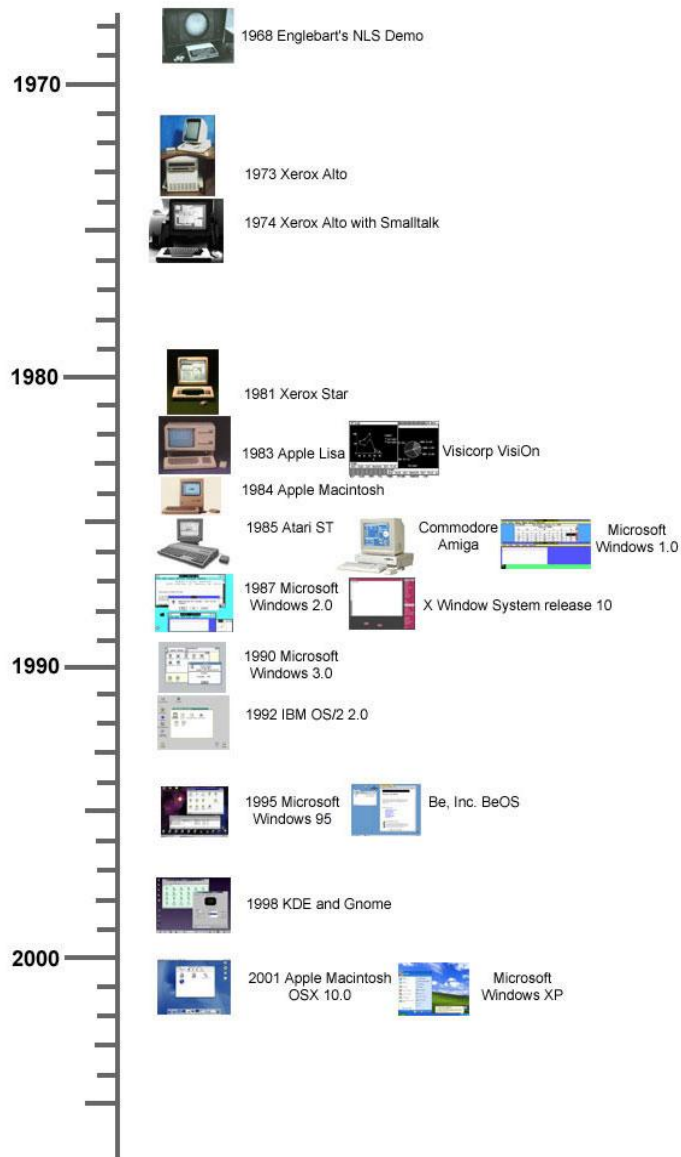 1968 Englebart's NLS Demo
1970
1973 Xerox Alto
1974 Xerox Alto with Smalltalk
1980
1981 Xerox Star
1983 Apple Lisa
Visicorp VisiOn
1984 Apple Macintosh
1985 Atari ST
Commodore
Amiga
Microsoft
Windows 1.0
1987 Microsoft
Windows 2.0
X Window System release 10
1990
1990 Microsoft
Windows 3.0
1992 IBM OS/2 2.0
1995 Microsoft
Windows 95
Be, Inc. BeOS
1998 KDE and Gnome
2000
2001 Apple Macintosh
OSX 10.0
Microsoft
Windows XP